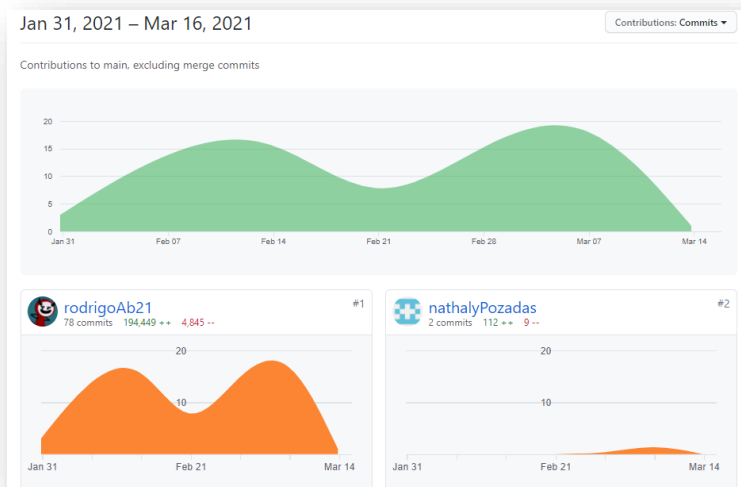 Jan 31, 2021 – Mar 16, 2021
Contributions: Commits
Contributions to main, excluding merge commits
20
15
10
5
0
Jan 31 Feb 07 Feb 14 Feb 21 Feb 28 Mar 07 Mar 14
rodrigoAb21 #1
78 commits 194,449 ++ 4,845 --
20
10
Jan 31 Feb 21 Mar 14
nathalyPozadas #2
2 commits 112 ++ 9 --
20
10
Jan 31 Feb 21 Mar 14